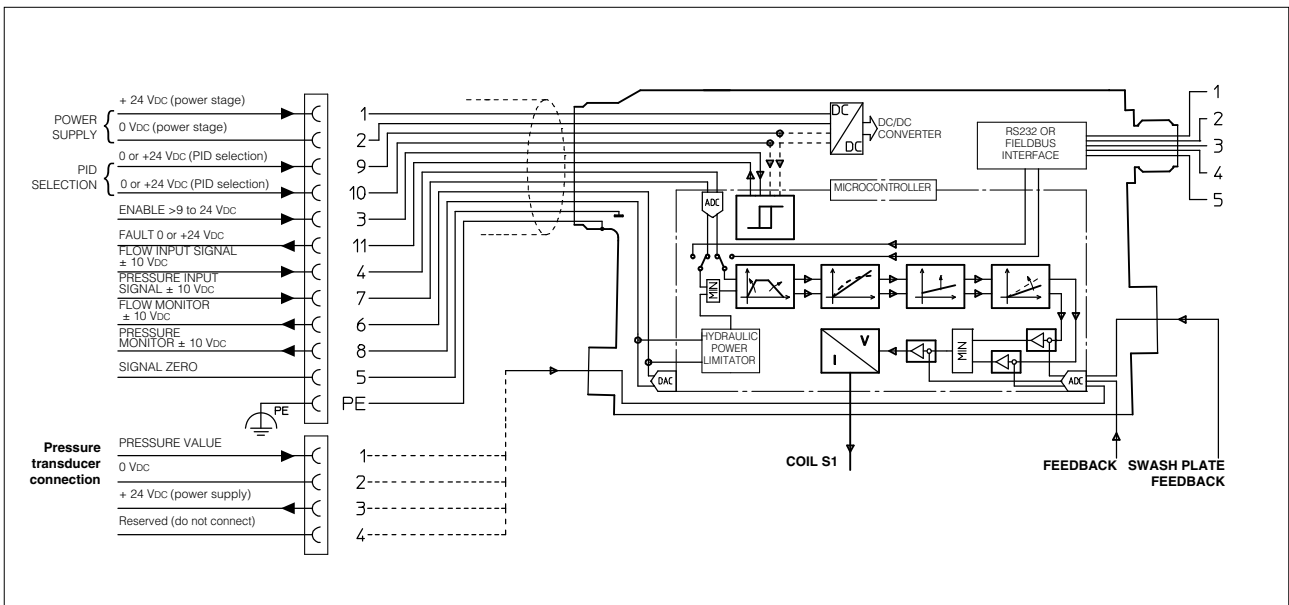 + 24 VDC (power stage)
POWER
SUPPLY
0 VDC (power stage)
0 or +24 VDC (PID selection)
PID
SELECTION
0 or +24 VDC (PID selection)
ENABLE >9 to 24 VDC
FAULT 0 or +24 VDC
FLOW INPUT SIGNAL
± 10 VDC
PRESSURE INPUT
SIGNAL ± 10 VDC
FLOW MONITOR
± 10 VDC
PRESSURE
MONITOR ± 10 VDC
SIGNAL ZERO
PE
1
2
9
10
3
11
4
7
6
8
5
PE
Pressure
transducer
connection
PRESSURE VALUE
0 VDC
+ 24 VDC (power supply)
Reserved (do not connect)
1
2
3
4
DC
DC
DC/DC
CONVERTER
RS232 OR
FIELDBUS
INTERFACE
1
2
3
4
5
MICROCONTROLLER
ADC
MIN
HYDRAULIC
POWER
LIMITATOR
V
I
MIN
DAC
ADC
COIL S1
FEEDBACK
SWASH PLATE
FEEDBACK